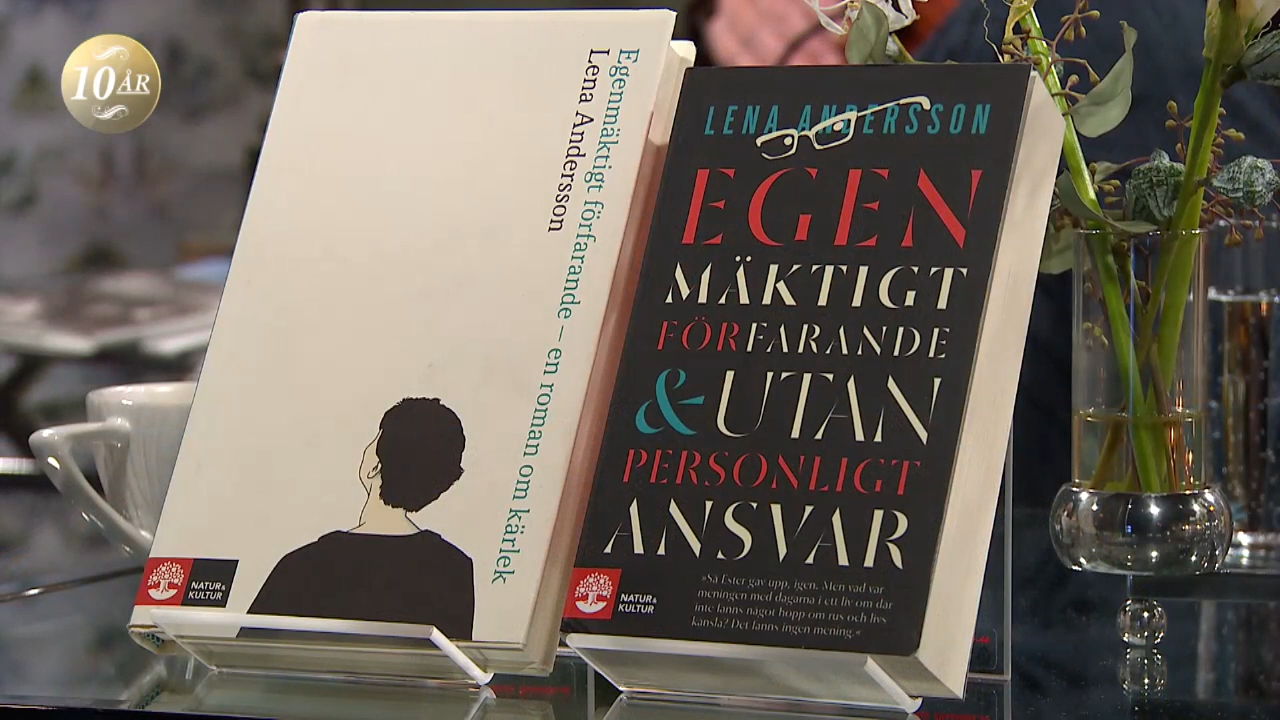 10 ÅR
Egenmäktigt förfarande – en roman om kärlek
Lena Andersson
NATUR &
KULTUR
LENA ANDERSSON
EGEN
MÄKTIGT
FÖRFARANDE
& UTAN
PERSONLIGT
ANSVAR
»Så Ester gav upp, igen. Men vad var
meningen med dagarna i ett liv om där
inte fanns något hopp om rus och livs
känsla? Det fanns ingen mening.«
NATUR &
KULTUR